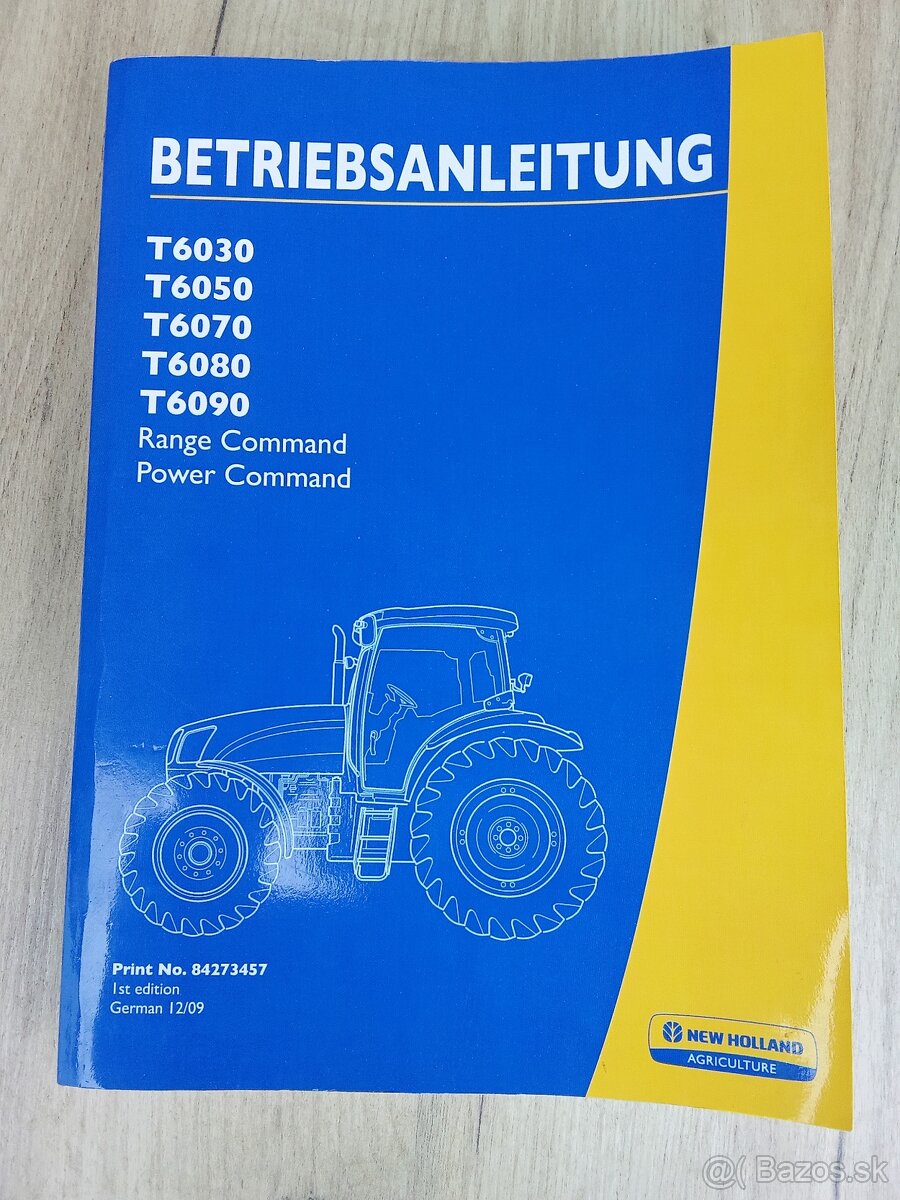 BETRIEBSANLEITUNG
T6030
T6050
T6070
T6080
T6090
Range Command
Power Command
Print No. 84273457
1st edition
German 12/09
NEW HOLLAND
AGRICULTURE
@( Bazos.sk